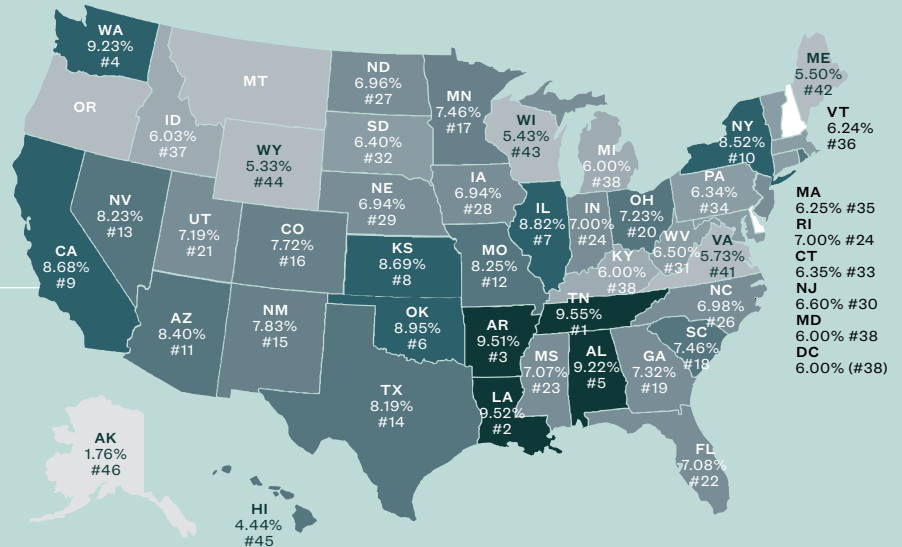 WA
9.23%
#4
OR
MT
ID
6.03%
#37
WY
5.33%
#44
ND
6.96%
#27
SD
6.40%
#32
NE
6.94%
#29
MN
7.46%
#17
WI
5.43%
#43
IA
6.94%
#28
MI
6.00%
#38
NY
8.52%
#10
ME
5.50%
#42
VT
6.24%
#36
PA
6.34%
#34
NV
8.23%
#13
UT
7.19%
#21
CO
7.72%
#16
CA
8.68%
#9
KS
8.69%
#8
MO
8.25%
#12
IL
8.82%
#7
IN
7.00%
#24
OH
7.23%
#20
WV
6.50%
#31
VA
5.73%
#41
KY
6.00%
#38
MA
6.25% #35
RI
7.00% #24
CT
6.35% #33
NJ
6.60% #30
MD
6.00% #38
DC
6.00% (#38)
AZ
8.40%
#11
NM
7.83%
#15
OK
8.95%
#6
AR
9.51%
#3
TN
9.55%
#1
NC
6.98%
#26
SC
7.46%
#18
MS
7.07%
#23
AL
9.22%
#5
GA
7.32%
#19
TX
8.19%
#14
LA
9.52%
#2
FL
7.08%
#22
AK
1.76%
#46
HI
4.44%
#45